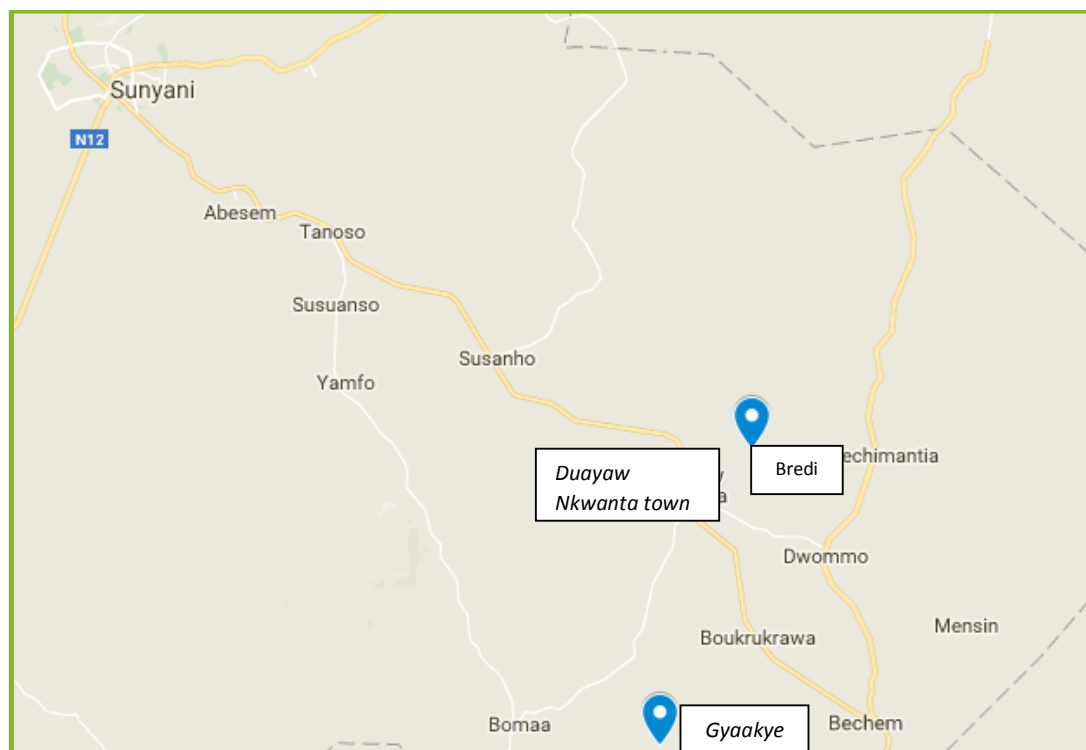 Sunyani
N12
Abesem
Tanoso
Susuanso
Susanho
Yamfo
Duayaw
Nkwanta town
Bredi
echimantia
a
Dwommo
Mensin
Boukrukrawa
Bomaa
Gyaakye
Bechem